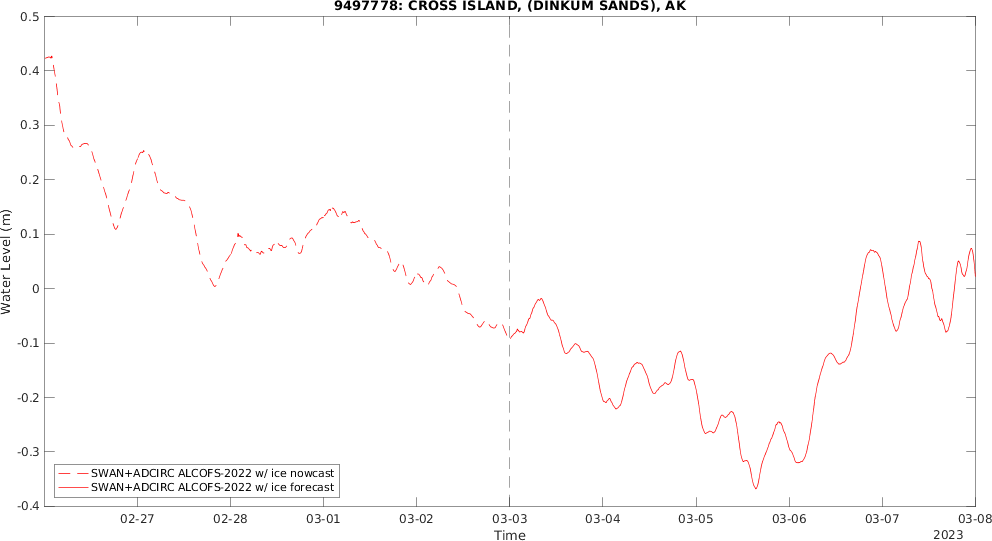 9497778: CROSS ISLAND, (DINKUM SANDS), AK
0.5
0.4
0.3
0.2
0.1
0
-0.1
-0.2
-0.3
-0.4
Water Level (m)
SWAN+ADCIRC ALCOFS-2022 w/ ice nowcast
SWAN+ADCIRC ALCOFS-2022 w/ ice forecast
02-27 02-28 03-01 03-02 03-03 03-04 03-05 03-06 03-07 03-08
Time
2023